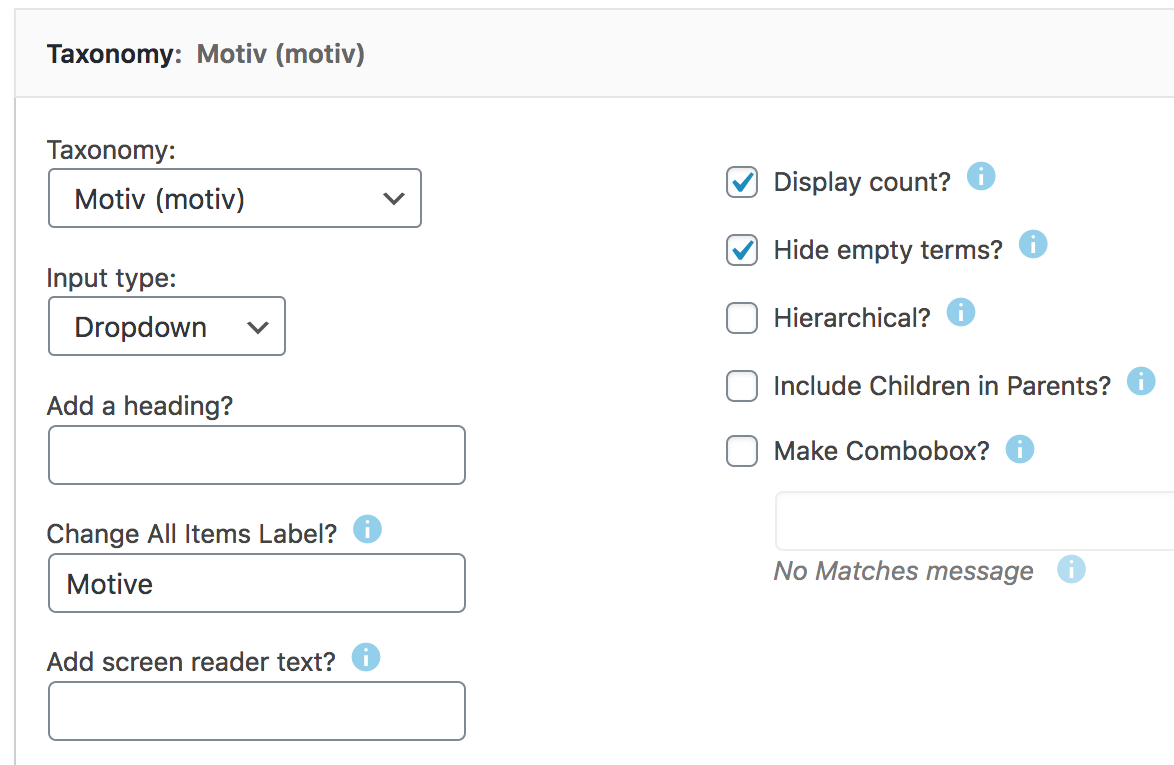 Taxonomy: Motiv (motiv)
Taxonomy:
Motiv (motiv)
Input type:
Dropdown
Add a heading?
Change All Items Label?
Motive
Add screen reader text?
Display count?
Hide empty terms?
Hierarchical?
Include Children in Parents?
Make Combobox?
No Matches message